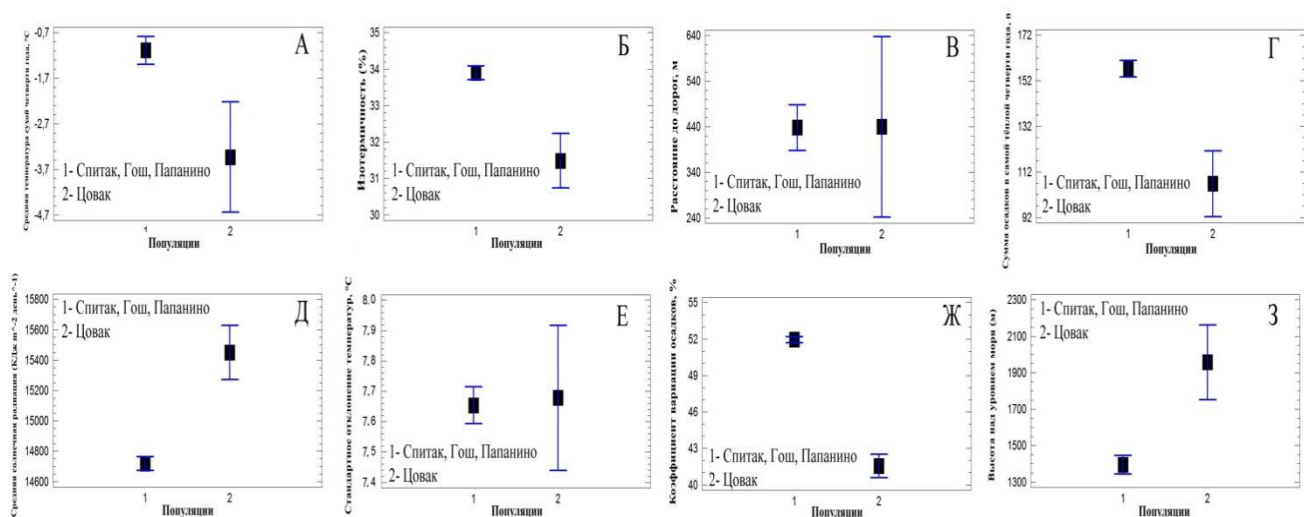 Средняя температура сухой четверти года, °C
-0,7
-1,7
-2,7
-3,7
-4,7
А
1- Спитак, Гош, Папанино
2- Цовак
1
2
Популяции
Изотермичность (%)
35
34
33
32
31
30
Б
1- Спитак, Гош, Папанино
2- Цовак
1
2
Популяции
Расстояние до дорог, м
640
540
440
340
240
В
1- Спитак, Гош, Папанино
2- Цовак
1
2
Популяции
Сумма осадков в самой тёплой четверти года,
172
152
132
112
92
Г
1- Спитак, Гош, Папанино
2- Цовак
1
2
Популяции
Средняя солнечная радиация (КДж m^-2 день^-1)
15800
15600
15400
15200
15000
14800
14600
Д
1- Спитак, Гош, Папанино
2- Цовак
1
2
Популяции
Стандартное отклонение температур, °C
8.0
7.9
7.8
7.7
7.6
7.5
7.4
Е
1- Спитак, Гош, Папанино
2- Цовак
1
2
Популяции
Коэффициент вариации осадков, %
55
52
49
46
43
40
Ж
1- Спитак, Гош, Папанино
2- Цовак
1
2
Популяции
Высота над уровнем моря (м)
2300
2100
1900
1700
1500
1300
З
1- Спитак, Гош, Папанино
2- Цовак
1
2
Популяции